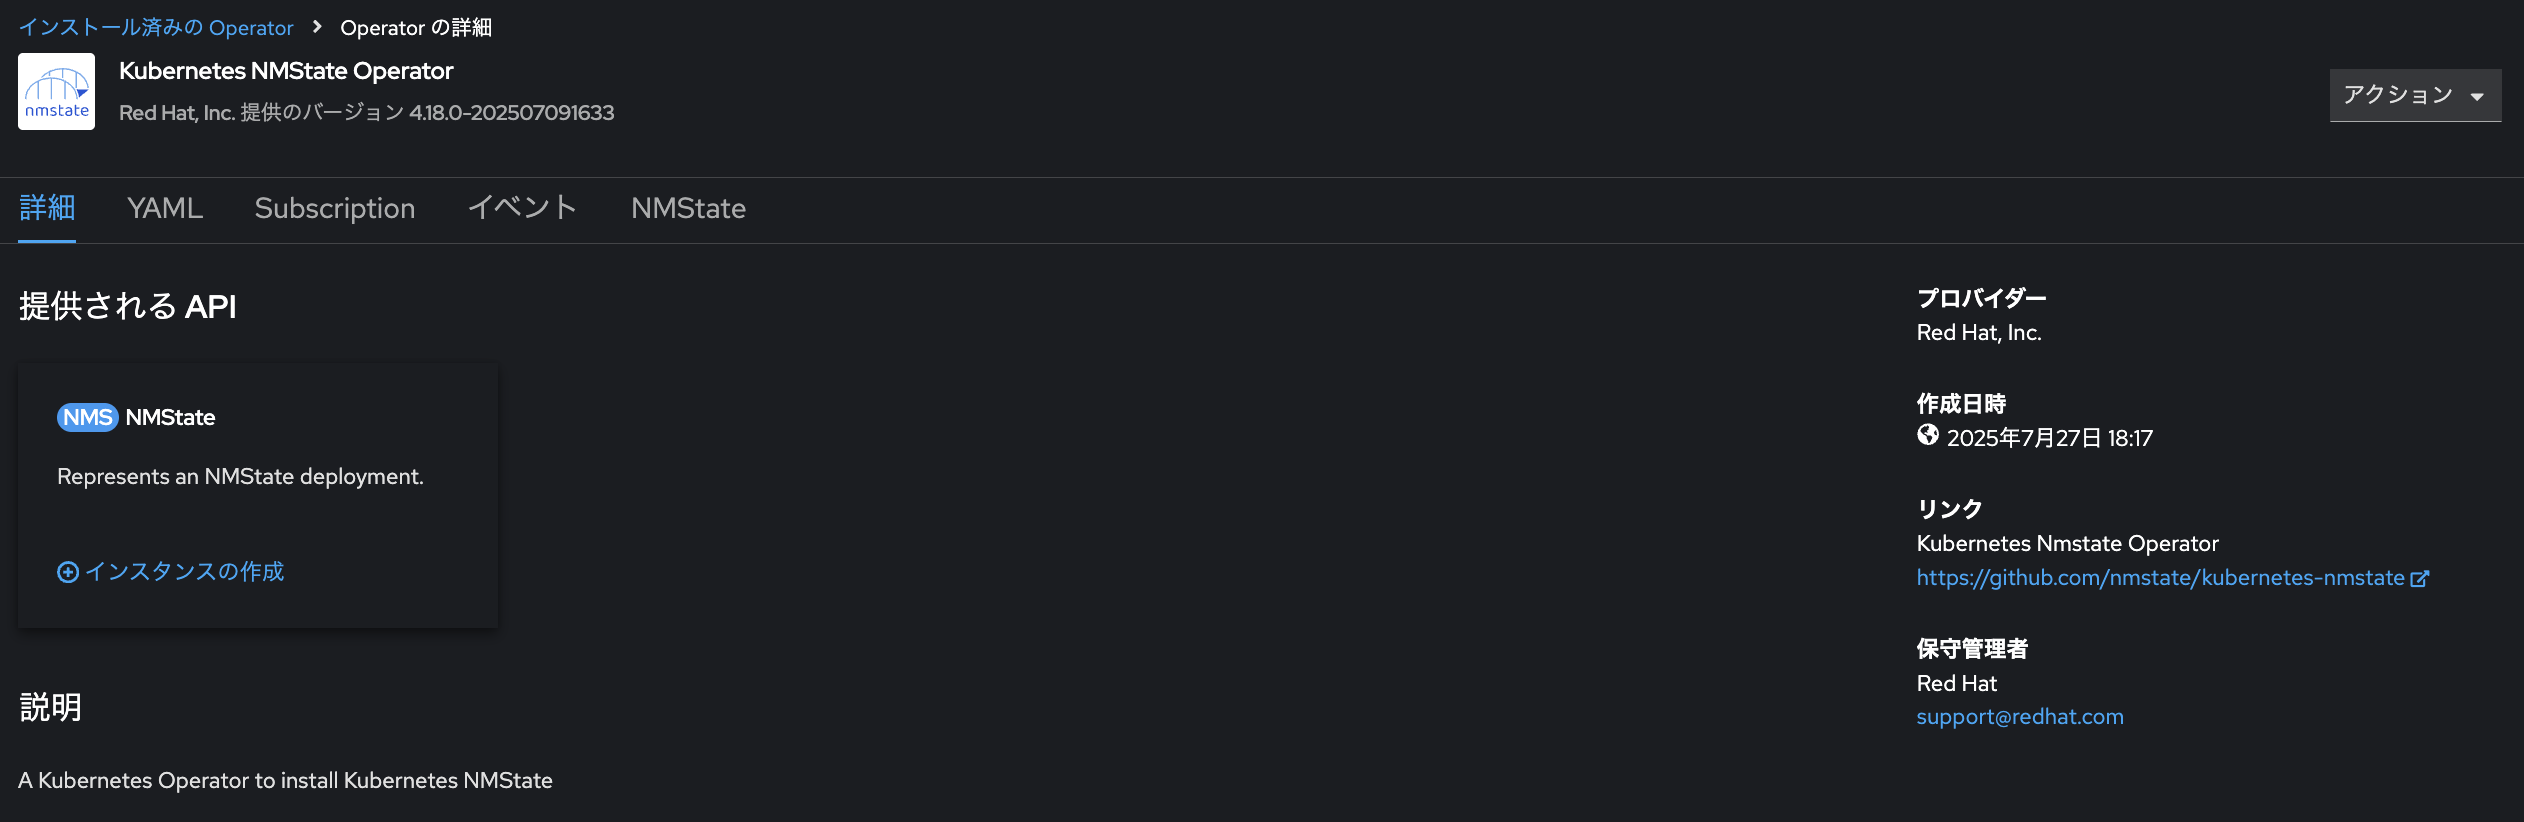 インストール済みの Operator > Operator の詳細
nmstate
Kubernetes NMState Operator
Red Hat, Inc. 提供のバージョン 4.18.0-202507091633
アクション
詳細 YAML Subscription イベント NMState
提供される API
NMS NMState
Represents an NMState deployment.
インスタンスの作成
説明
A Kubernetes Operator to install Kubernetes NMState
プロバイダー
Red Hat, Inc.
作成日時
2025年7月27日 18:17
リンク
Kubernetes Nmstate Operator
https://github.com/nmstate/kubernetes-nmstate
保守管理者
Red Hat
support@redhat.com